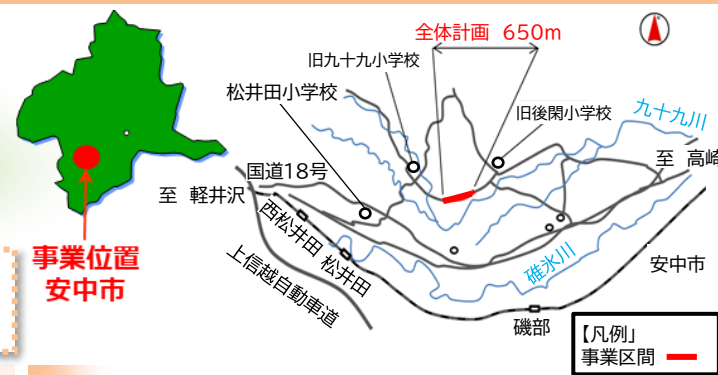 全体計画 650m
旧九十九小学校
松井田小学校
旧後閑小学校
九十九川
国道18号
至 高崎
至 軽井沢
西松井田
松井田
上信越自動車道
碓氷川
安中市
磯部
事業位置
安中市
【凡例」
事業区間